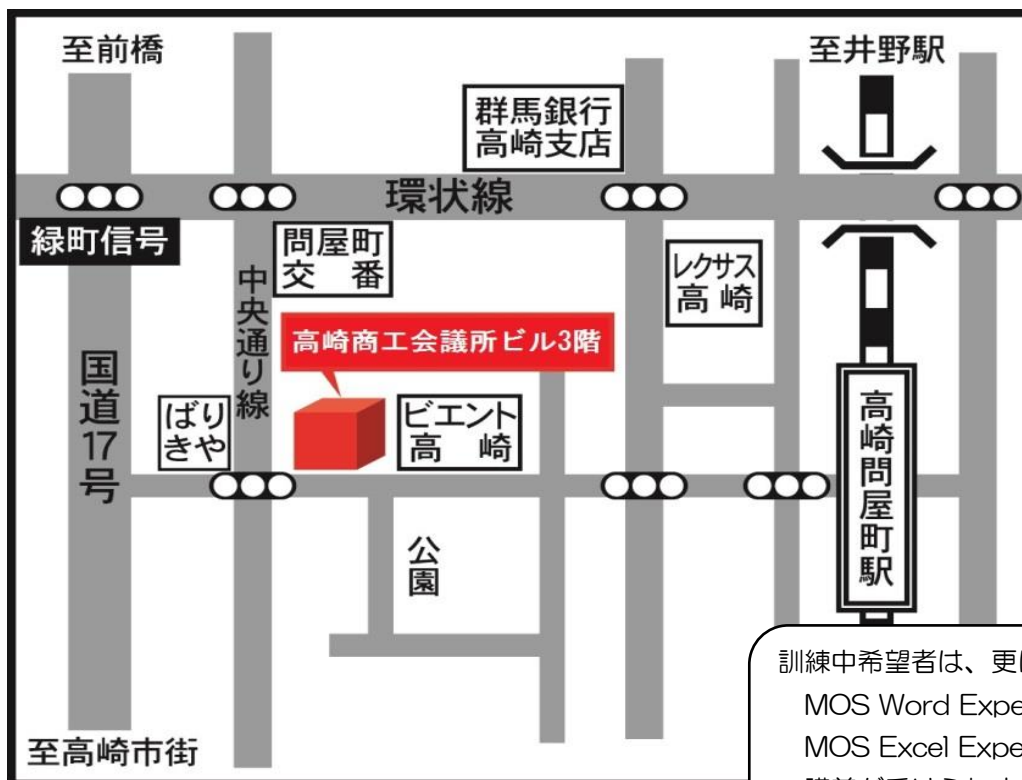 至前橋
至井野駅
群馬銀行
高崎支店
環状線
緑町信号
問屋町
交　番
レクサス
高崎
中央通り線
高崎商工会議所ビル3階
国道17号
ばり
きや
ビエント
高　崎
高崎問屋町駅
公園
至高崎市街
訓練中希望者は、更に
MOS Word Expe
MOS Excel Expe